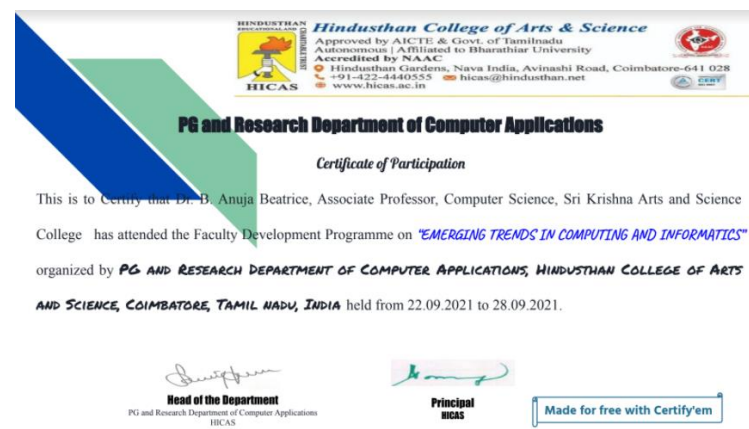 HINDUSTHAN
EDUCATIONAL AND
CHARITABLE TRUST
HICAS
Hindusthan College of Arts & Science
Approved by AICTE & Govt. of Tamilnadu
Autonomous | Affiliated to Bharathiar University
Accredited by NAAC
Hindusthan Gardens, Nava India, Avinashi Road, Coimbatore-641 028
+91-422-4440555 hicas@hindusthan.net
www.hicas.ac.in
CERT
PG and Research Department of Computer Applications
Certificate of Participation
This is to Certify that Dr. B. Anuja Beatrice, Associate Professor, Computer Science, Sri Krishna Arts and Science
College has attended the Faculty Development Programme on "EMERGING TRENDS IN COMPUTING AND INFORMATICS"
organized by PG AND RESEARCH DEPARTMENT OF COMPUTER APPLICATIONS, HINDUSTHAN COLLEGE OF ARTS
AND SCIENCE, COIMBATORE, TAMIL NADU, INDIA held from 22.09.2021 to 28.09.2021.
Head of the Department
PG and Research Department of Computer Applications
HICAS
Principal
HICAS
Made for free with Certify'em